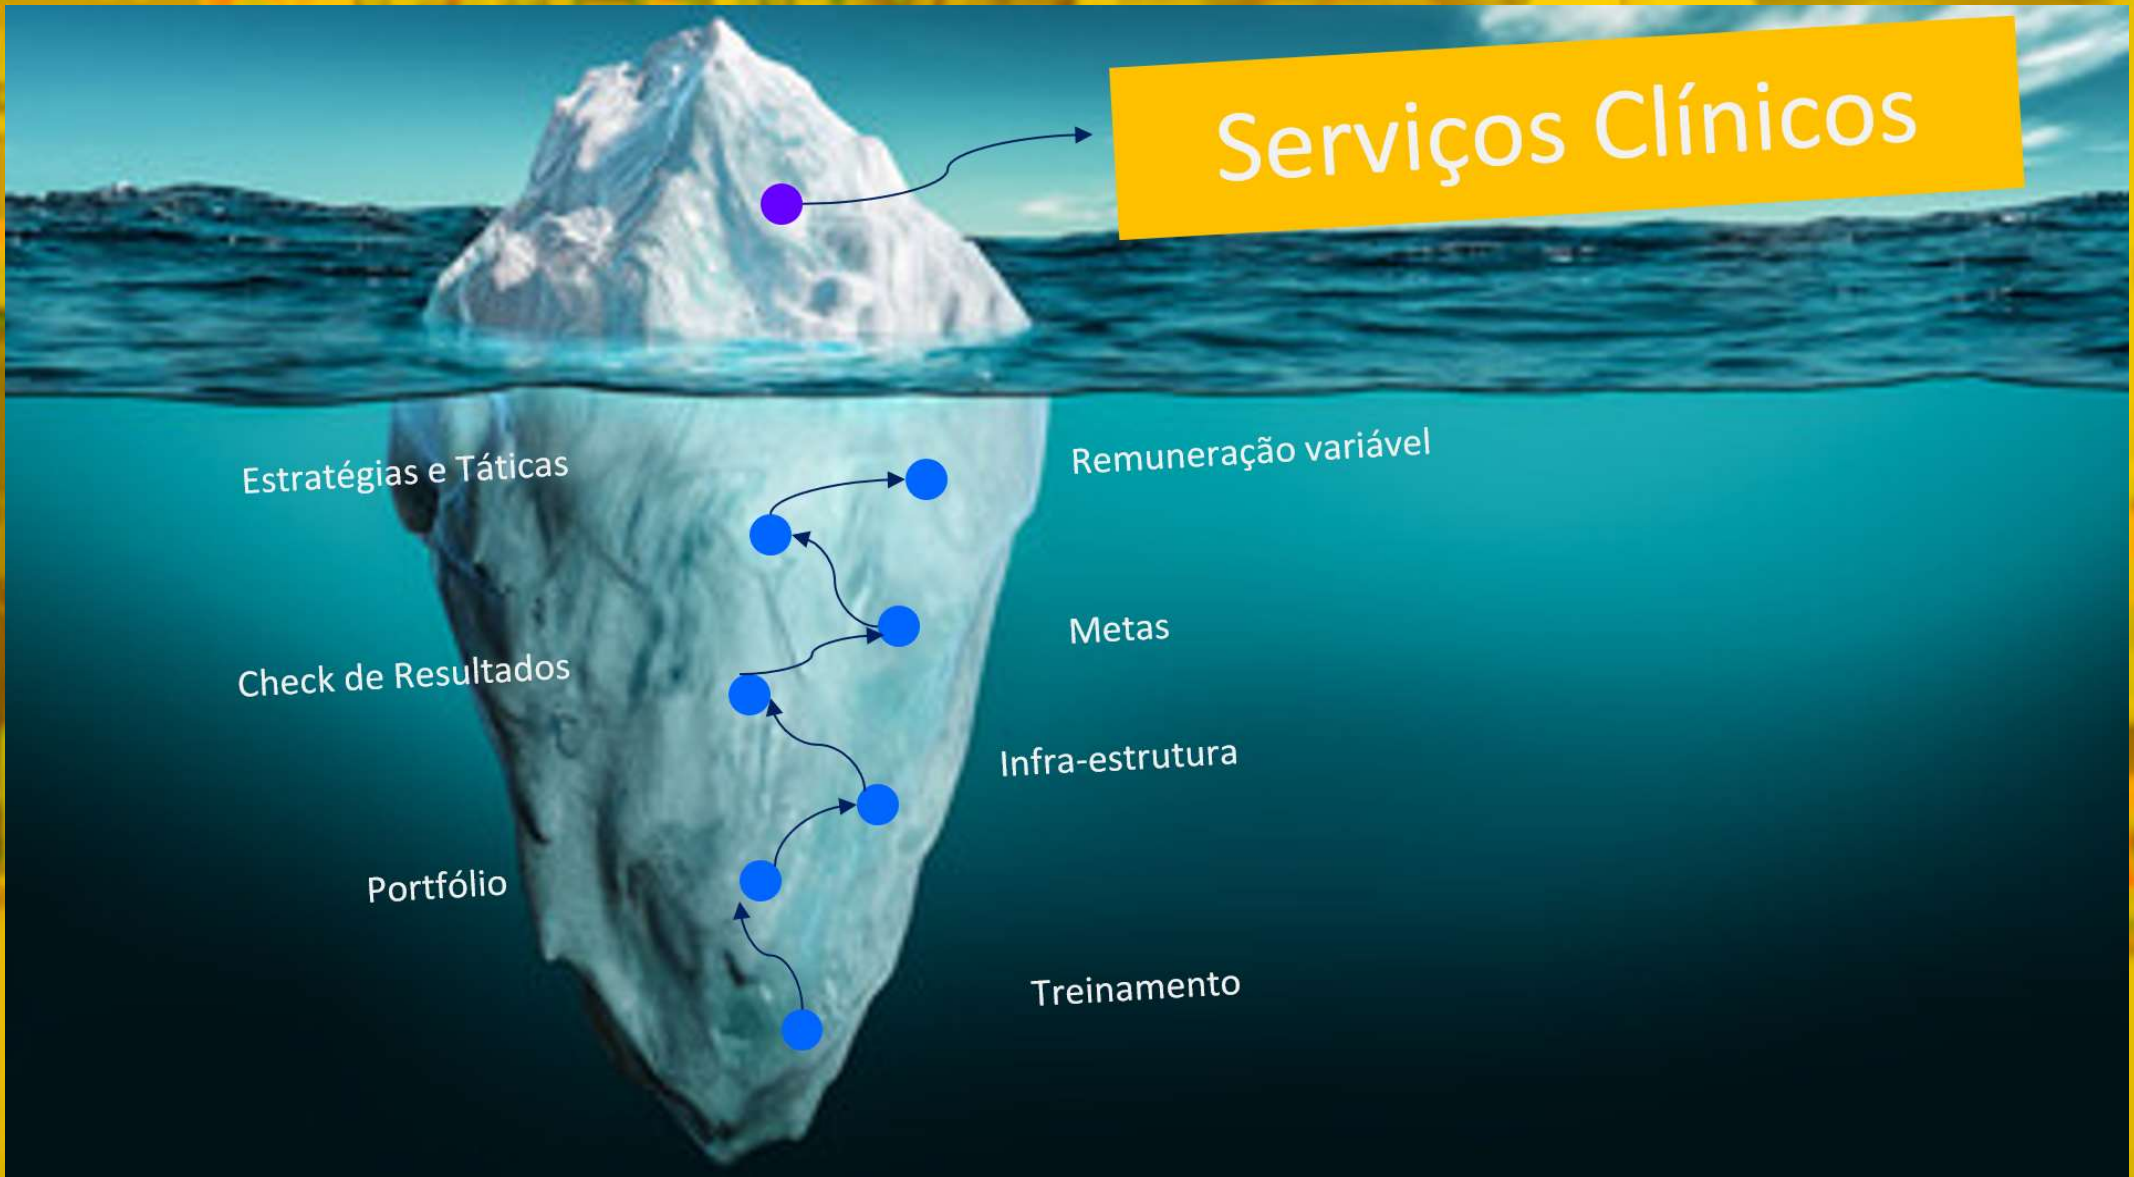 Serviços Clínicos
Estratégias e Táticas
Remuneração variável
Metas
Check de Resultados
Infra-estrutura
Portfólio
Treinamento